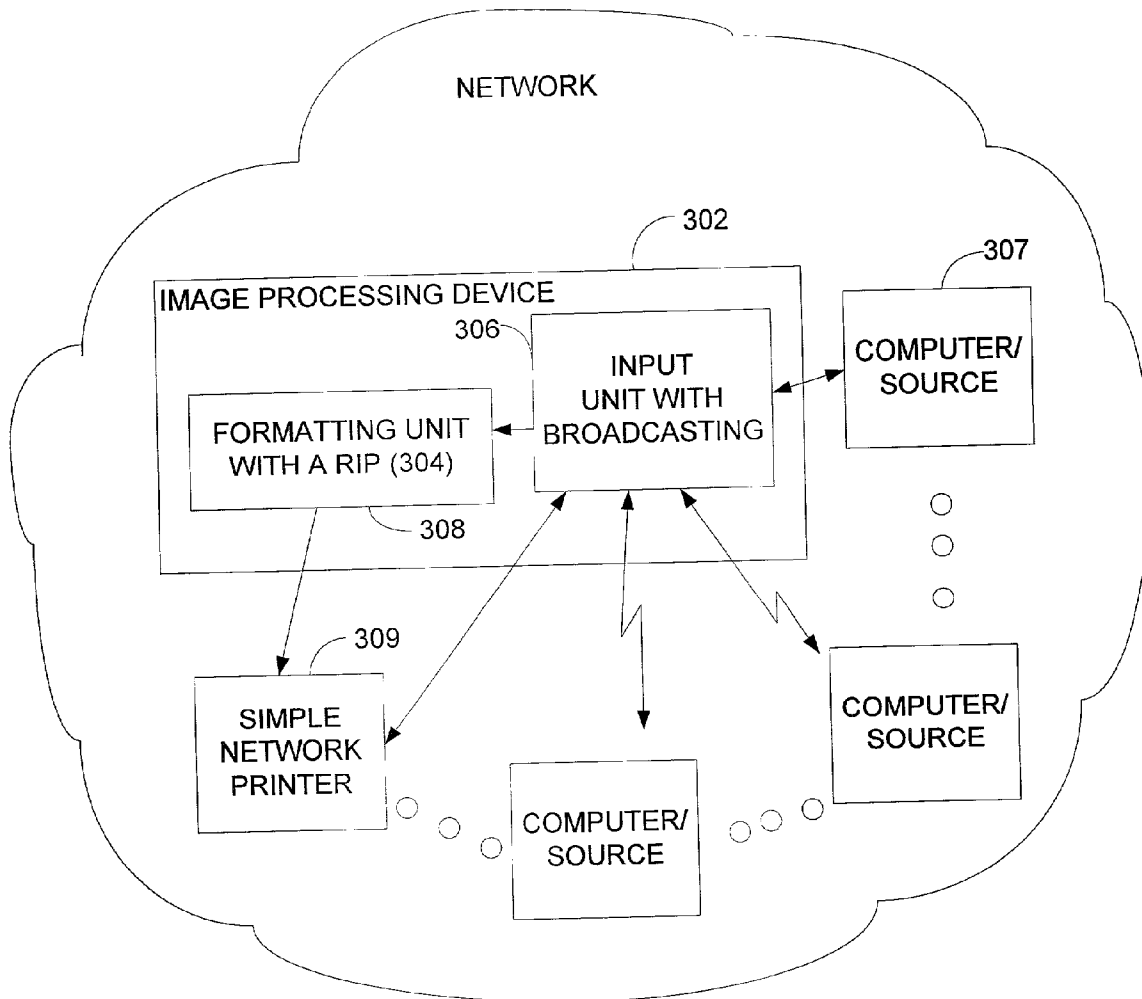 NETWORK
302
307
IMAGE PROCESSING DEVICE
306
INPUT
UNIT WITH
BROADCASTING
COMPUTER/
SOURCE
FORMATTING UNIT
WITH A RIP (304)
308
309
SIMPLE
NETWORK
PRINTER
COMPUTER/
SOURCE
COMPUTER/
SOURCE